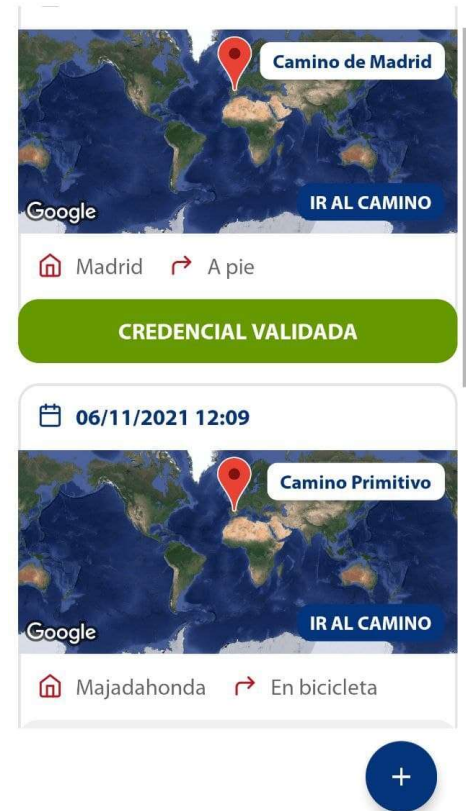 Camino de Madrid
IR AL CAMINO
Google
Madrid A pie
CREDENCIAL VALIDADA
06/11/2021 12:09
Camino Primitivo
IR AL CAMINO
Google
Majadahonda En bicicleta
+